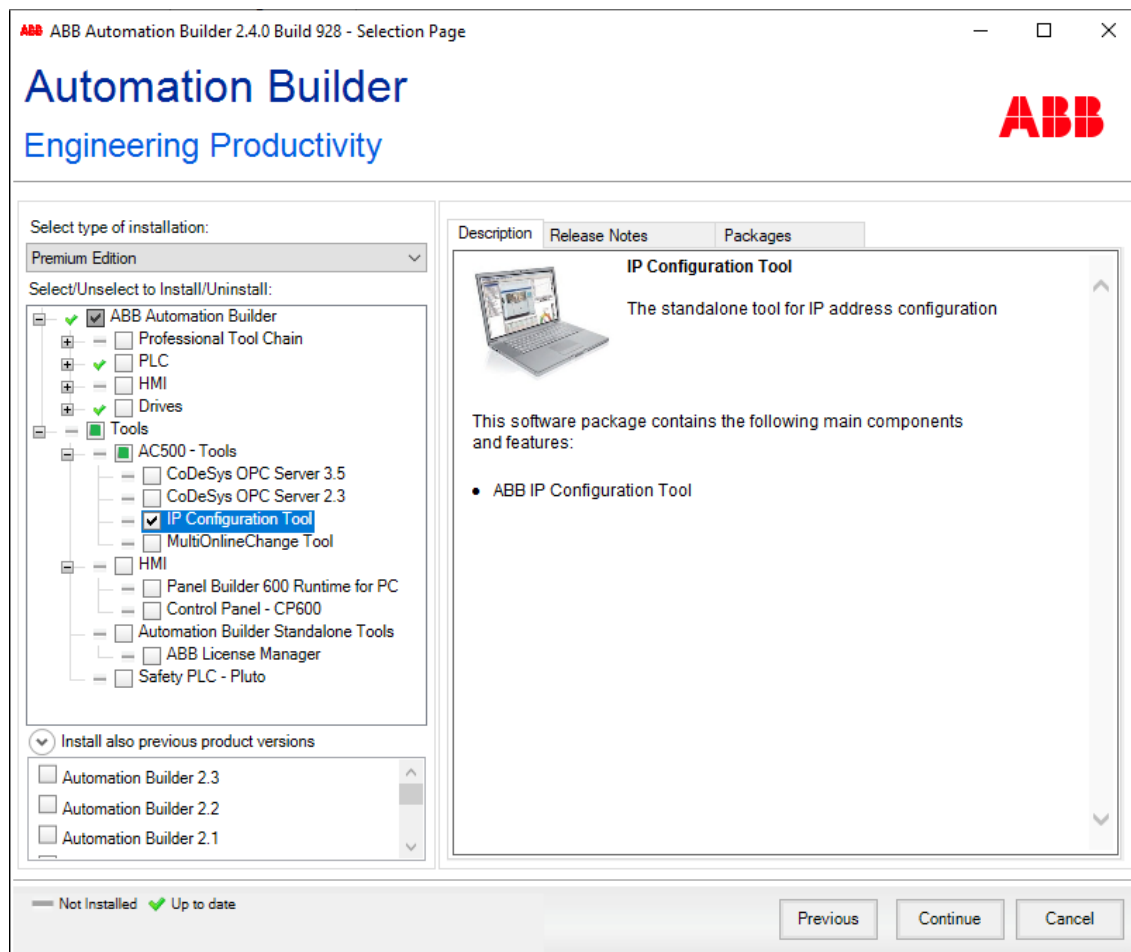 ABB ABB Automation Builder 2.4.0 Build 928 - Selection Page
Automation Builder
Engineering Productivity
ABB
Select type of installation:
Premium Edition
Select/Unselect to Install/Uninstall:
ABB Automation Builder
Professional Tool Chain
PLC
HMI
Drives
Tools
AC500 - Tools
CoDeSys OPC Server 3.5
CoDeSys OPC Server 2.3
IP Configuration Tool
MultiOnlineChange Tool
HMI
Panel Builder 600 Runtime for PC
Control Panel - CP600
Automation Builder Standalone Tools
ABB License Manager
Safety PLC - Pluto
Install also previous product versions
Automation Builder 2.3
Automation Builder 2.2
Automation Builder 2.1
Description Release Notes Packages
IP Configuration Tool
The standalone tool for IP address configuration
This software package contains the following main components
and features:
• ABB IP Configuration Tool
Not Installed Up to date
Previous Continue Cancel